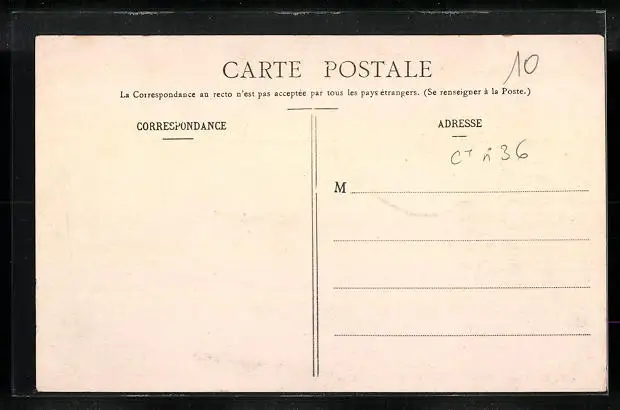 CARTE POSTALE
10
La Correspondance au recto n'est pas acceptée par tous les pays étrangers. (Se renseigner à la Poste.)
CORRESPONDANCE
ADRESSE
n 36
M